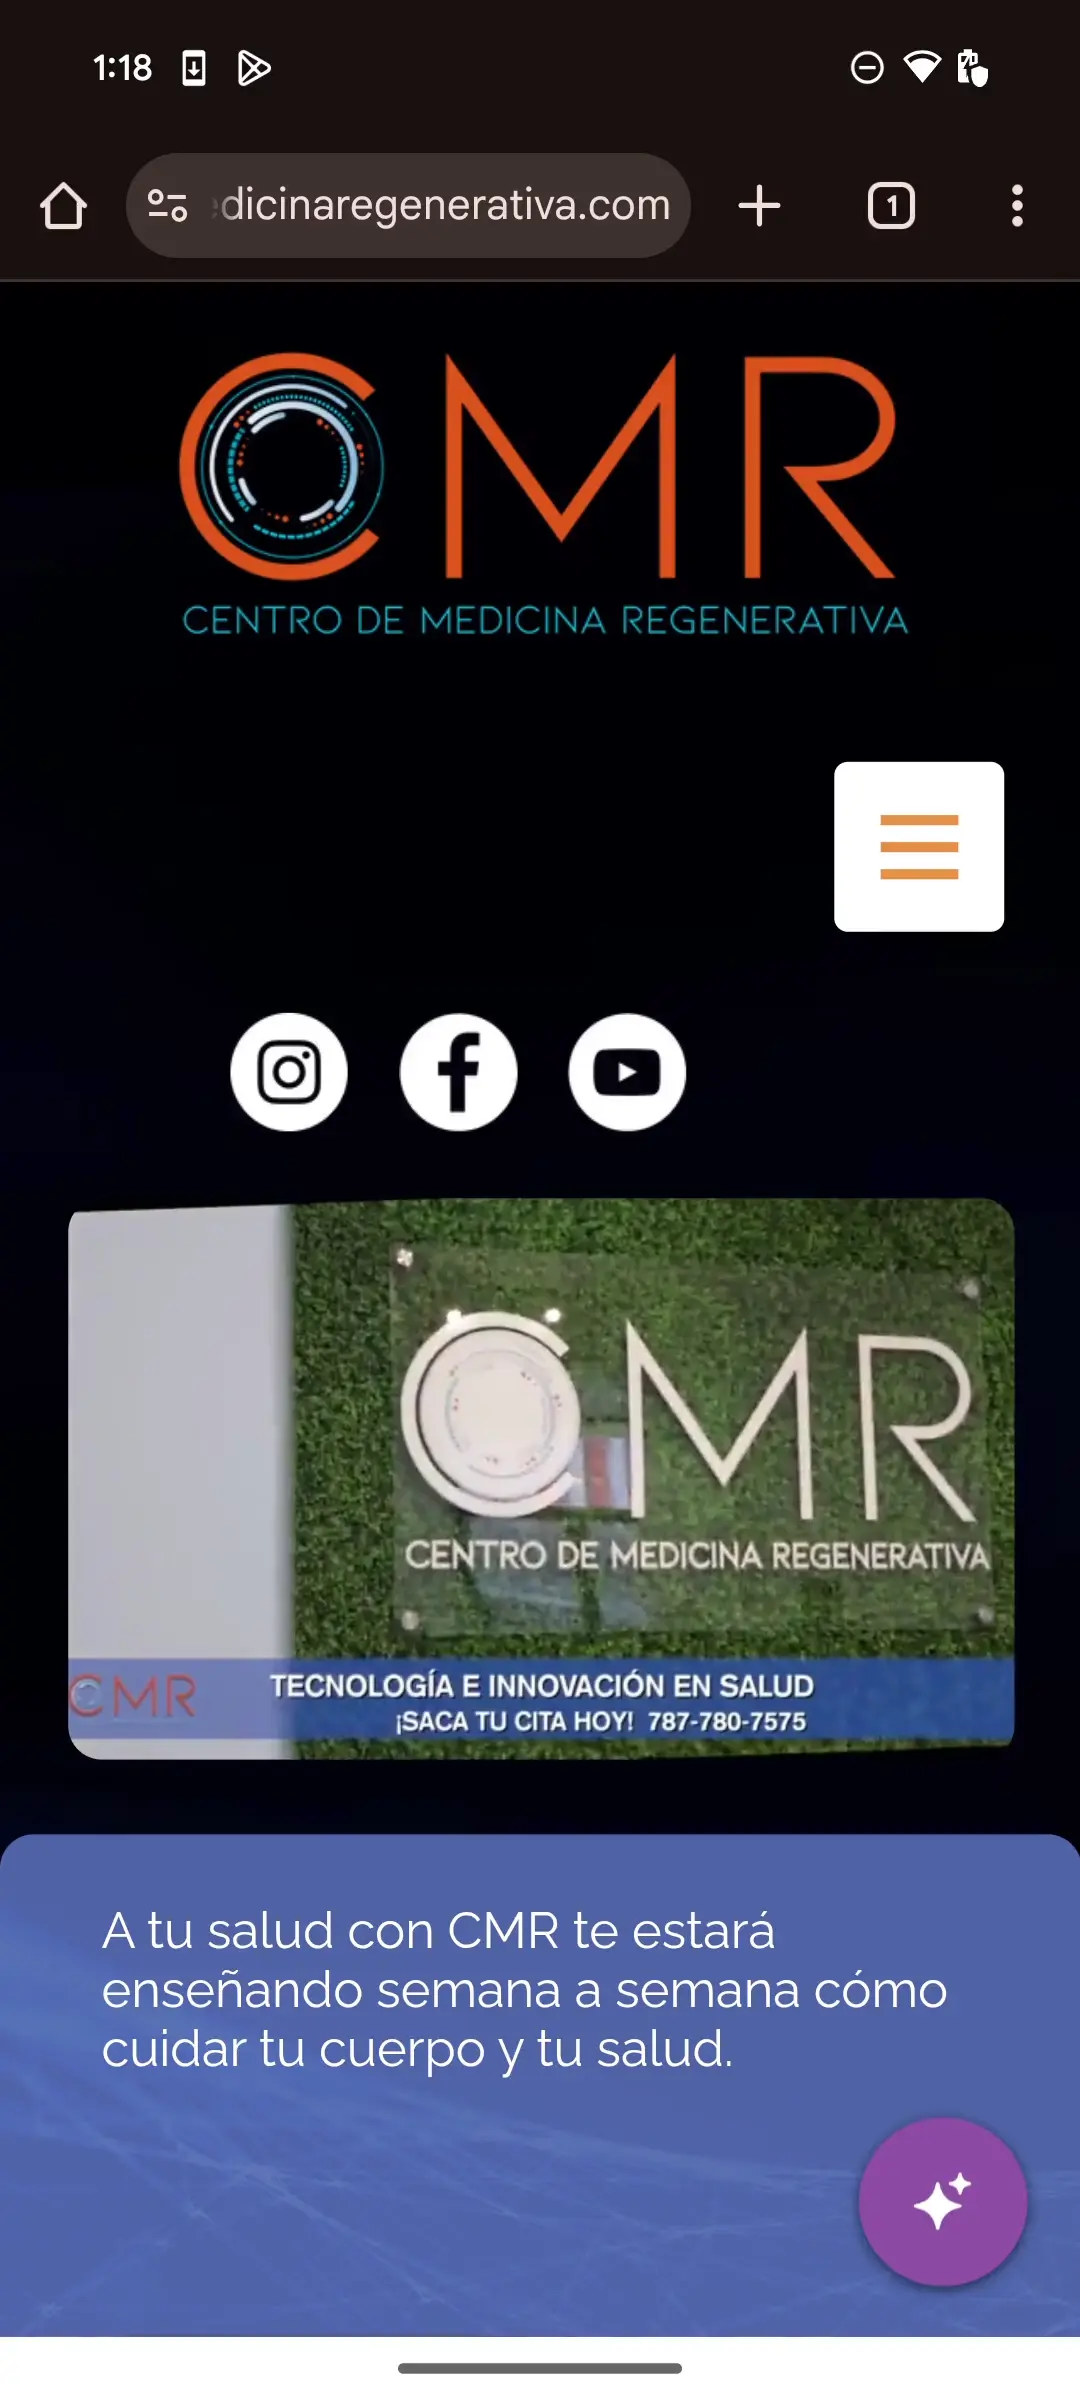 1:18
dicinaregenerativa.com
1
CMR
CENTRO DE MEDICINA REGENERATIVA
CMR
CENTRO DE MEDICINA REGENERATIVA
CMR
TECNOLOGÍA E INNOVACIÓN EN SALUD
¡SACA TU CITA HOY! 787-780-7575
A tu salud con CMR te estará
enseñando semana a semana cómo
cuidar tu cuerpo y tu salud.